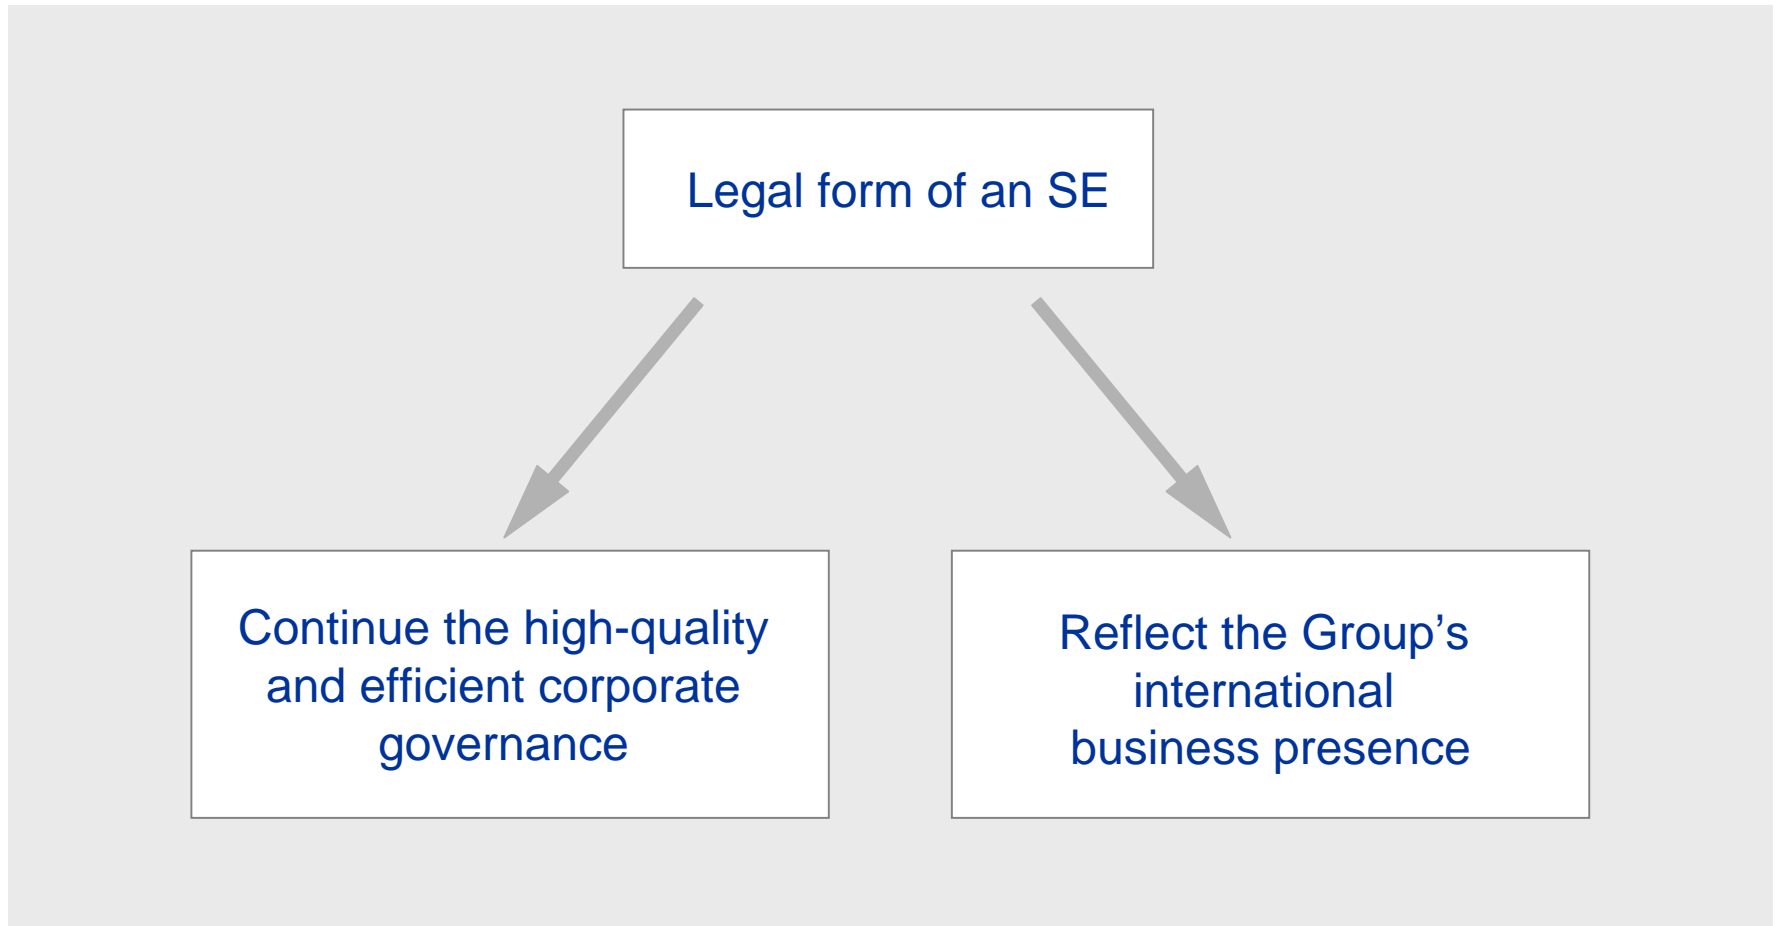 Legal form of an SE
Continue the high-quality
and efficient corporate
governance
Reflect the Group’s
international
business presence